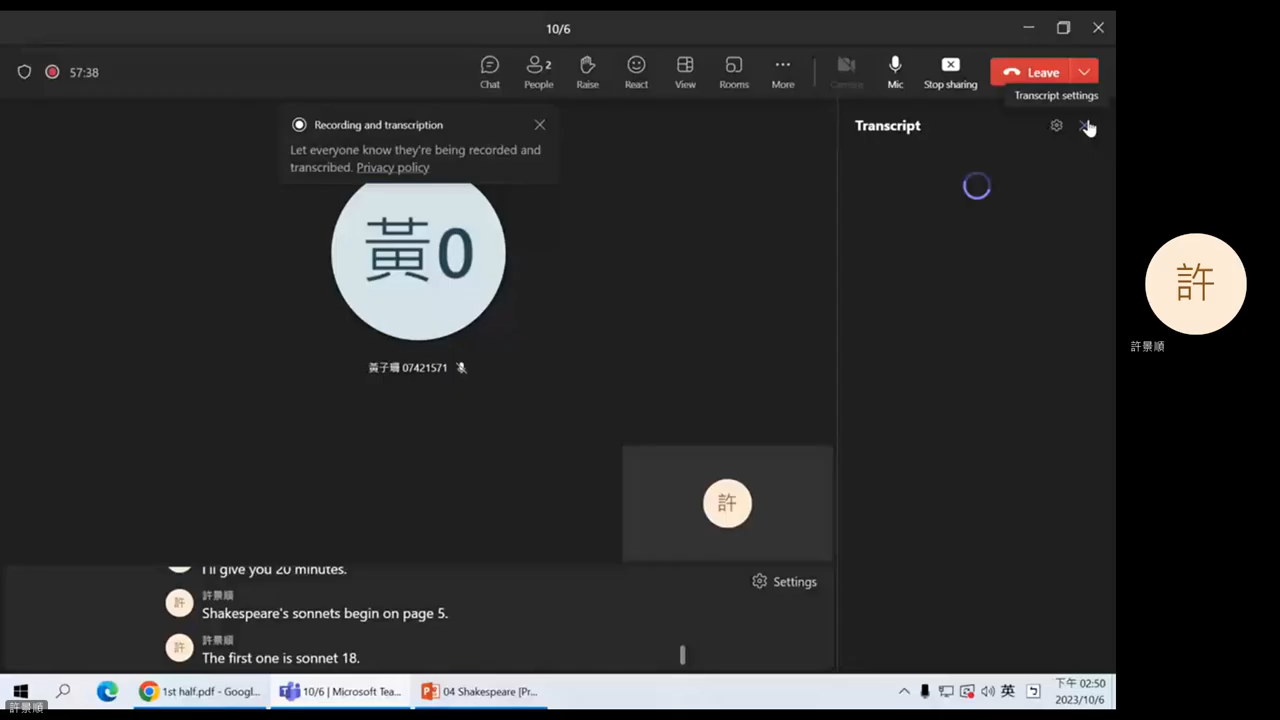 10/6
57:38
Chat
People
2
Raise
React
View
Rooms
More
Camera
Mic
Stop sharing
Leave
Transcript settings
Recording and transcription
Let everyone know they're being recorded and
transcribed. Privacy policy
Transcript
黃0
黃子珊 07421571
許
許
許景順
I'll give you 20 minutes.
Settings
許
許景順
Shakespeare's sonnets begin on page 5.
許
許景順
The first one is sonnet 18.
1st half.pdf - Googl...
10/6 | Microsoft Tea...
04 Shakespeare [Pr...
英
下午 02:50
2023/10/6
許景順